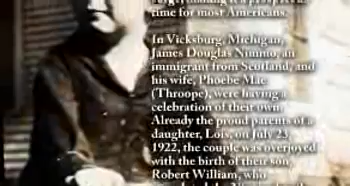 time for most Americans.
In Vicksburg, Michigan,
James Douglas Nimmo, an
immigrant from Scotland, and
his wife, Phoebe Mae
(Throope), were having a
celebration of their own.
Already the proud parents of a
daughter, Lois, on July 23,
1922, the couple was overjoyed
with the birth of their son,
Robert William, who